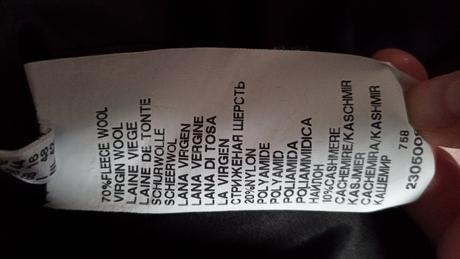 70%FLEECE WOOL
VIRGIN WOOL
LAINE VIEGE
LAINE DE TONTE
SCHURWOLLE
SCHEERWOL
LANA VIRGEN
LANA VERGINE
LANA DI TOSA
LA VIRGEN
СТРИЖЕНАЯ ШЕРСТЬ
20%NYLON
POLYAMIDE
POLYAMID
POLIAMIDA
POLIAMMIDICA
НАИЛОН
10%CASHMERE
CACHEMIRE/KASCHMIR
KASJMIER
CACHEMIRA/KASHMIR
КАШЕМИР
758